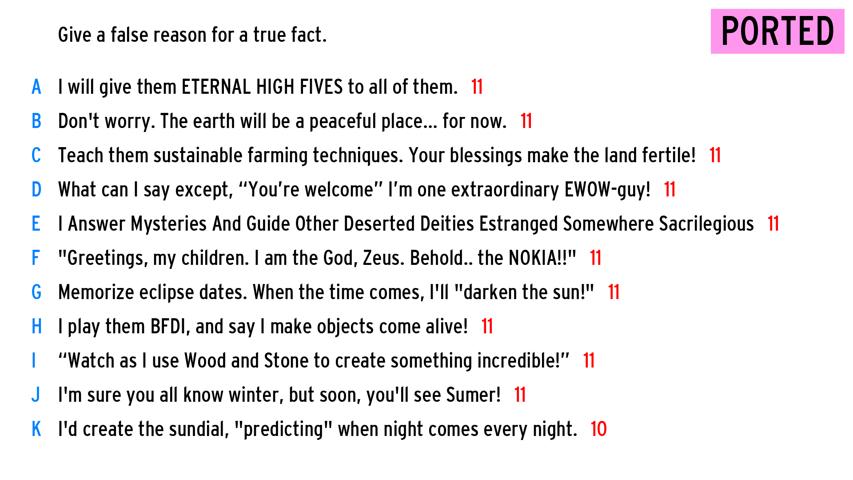 Give a false reason for a true fact.
PORTED
A I will give them ETERNAL HIGH FIVES to all of them. 11
B Don't worry. The earth will be a peaceful place... for now. 11
C Teach them sustainable farming techniques. Your blessings make the land fertile! 11
D What can I say except, “You’re welcome” I’m one extraordinary EWOW-guy! 11
E I Answer Mysteries And Guide Other Deserted Deities Estranged Somewhere Sacrilegious 11
F "Greetings, my children. I am the God, Zeus. Behold.. the NOKIA!!" 11
G Memorize eclipse dates. When the time comes, I'll "darken the sun!" 11
H I play them BFDI, and say I make objects come alive! 11
I “Watch as I use Wood and Stone to create something incredible!” 11
J I'm sure you all know winter, but soon, you'll see Sumer! 11
K I'd create the sundial, "predicting" when night comes every night. 10